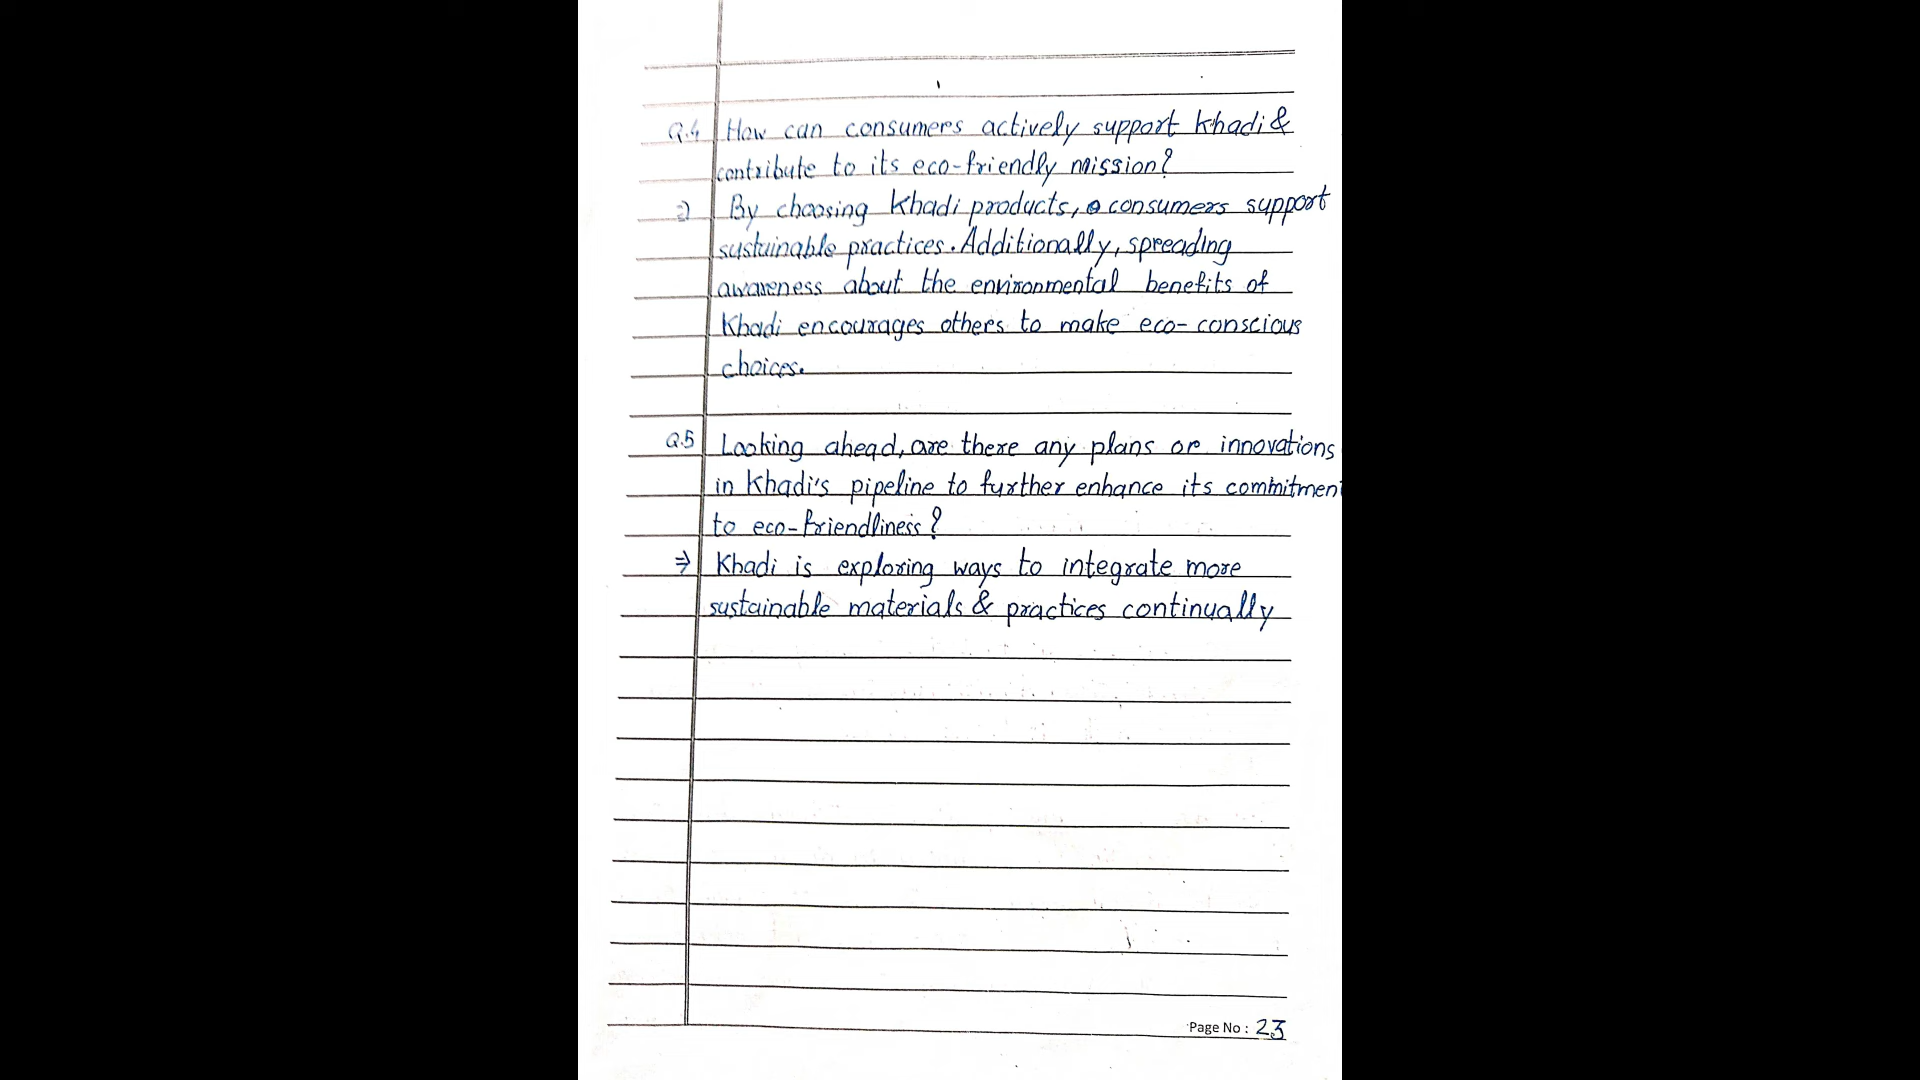 Q.4 How can consumers actively support Khadi &
contribute to its eco-friendly mission?
⇒ By choosing Khadi products, consumers support
sustainable practices. Additionally, spreading
awareness about the environmental benefits of
Khadi encourages others to make eco-conscious
choices.
Q.5 Looking ahead, are there any plans or innovations
in Khadi's pipeline to further enhance its commitmen
to eco-friendliness?
⇒ Khadi is exploring ways to integrate more
sustainable materials & practices continually
Page No : 23